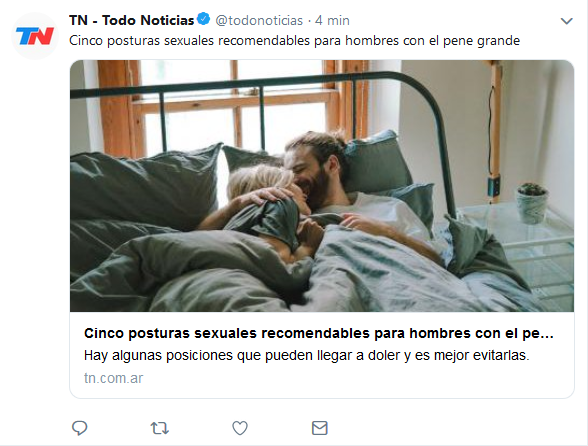 TN - Todo Noticias @todonoticias · 4 min
TN
Cinco posturas sexuales recomendables para hombres con el pene grande
Cinco posturas sexuales recomendables para hombres con el pe...
Hay algunas posiciones que pueden llegar a doler y es mejor evitarlas.
tn.com.ar